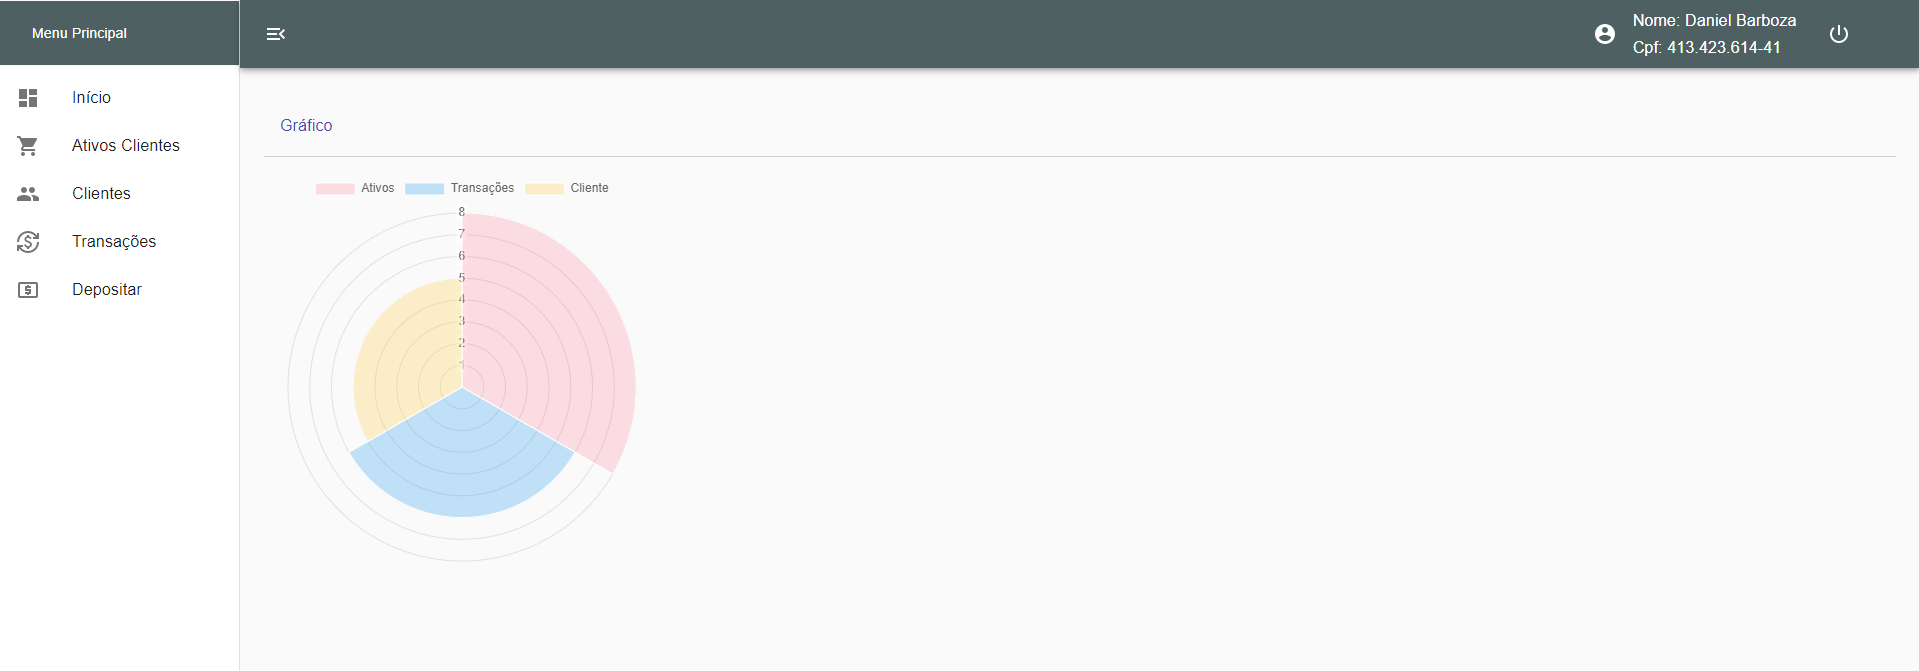 Menu Principal
Nome: Daniel Barboza
Cpf: 413.423.614-41
Início
Ativos Clientes
Clientes
Transações
Depositar
Gráfico
Ativos Transações Cliente
8
7
6
5
4
3
2
1